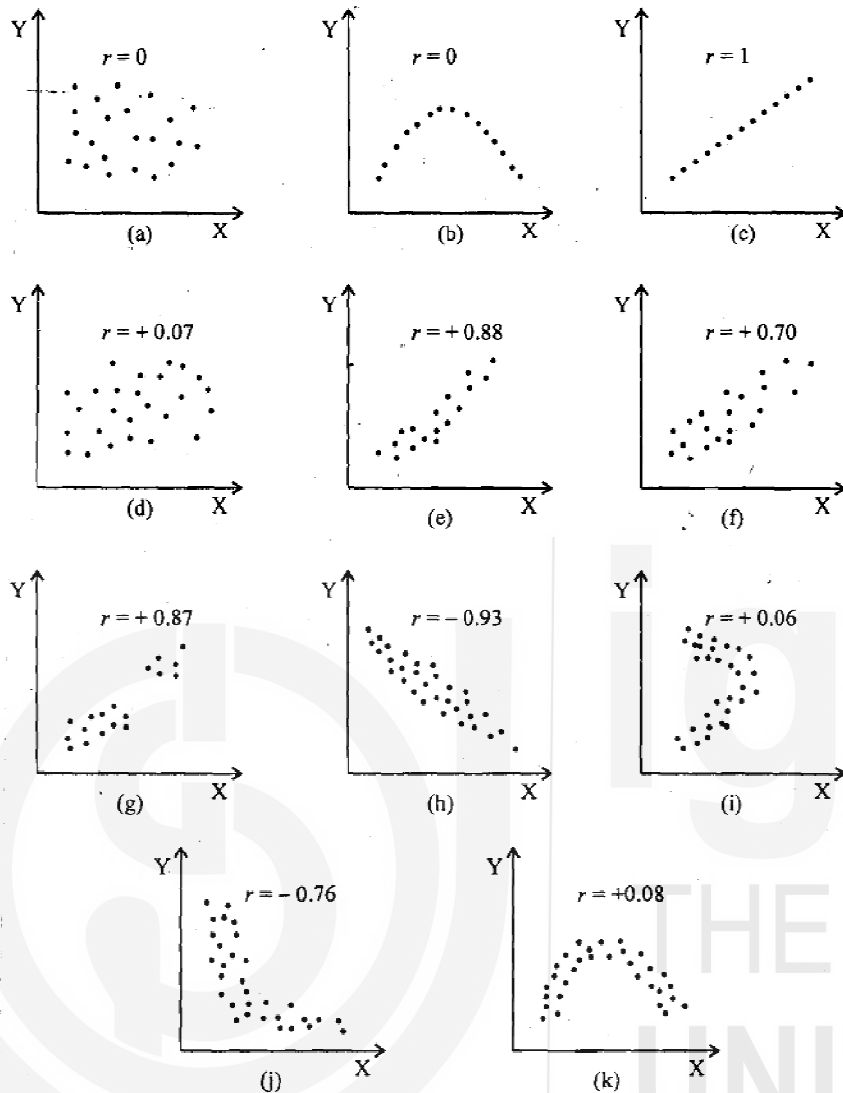 Y r = 0 X (a)
Y r = 0 X (b)
Y r = 1 X (c)
Y r = + 0.07 X (d)
Y r = + 0.88 X (e)
Y r = + 0.70 X (f)
Y r = + 0.87 X (g)
Y r = – 0.93 X (h)
Y r = + 0.06 X (i)
Y r = – 0.76 X (j)
Y r = +0.08 X (k)
ig
THE
UNI